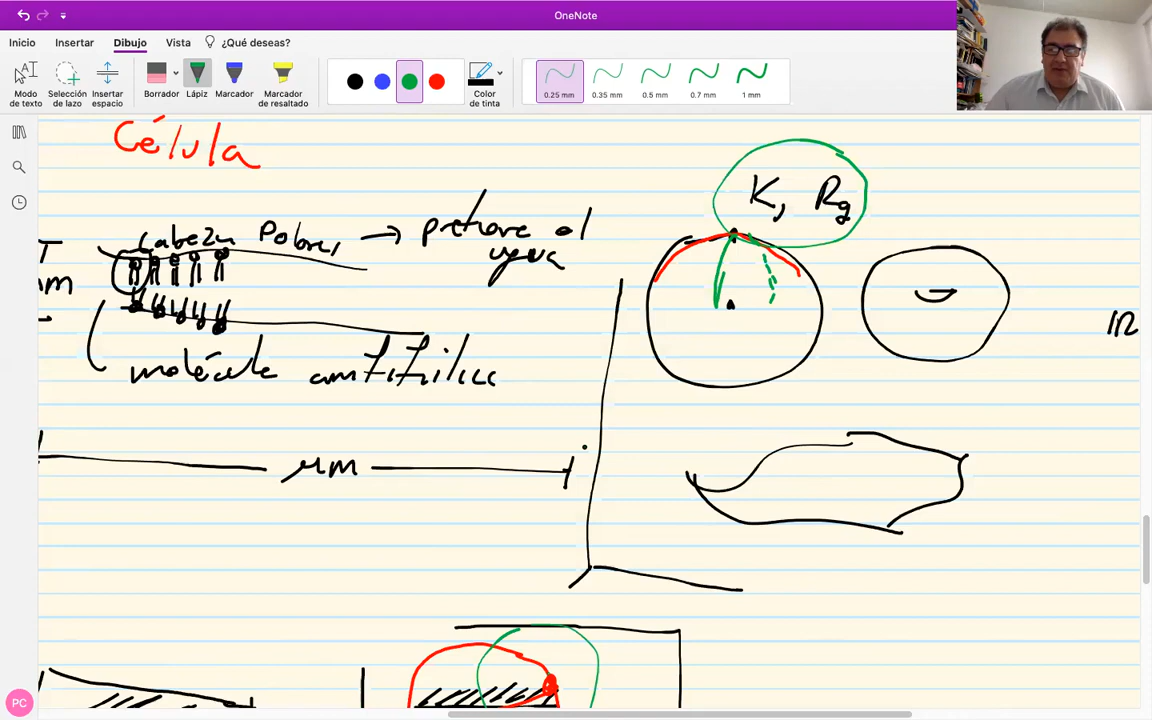 OneNote
Inicio Insertar Dibujo Vista ¿Qué deseas?
Modo de texto
Selección de lazo
Insertar espacio
Borrador
Lápiz
Marcador
Marcador de resaltado
Color de tinta
0.25 mm 0.35 mm 0.5 mm 0.7 mm 1 mm
Célula
K, Rg
Cabeza Polar →
al
molécula
μm
PC